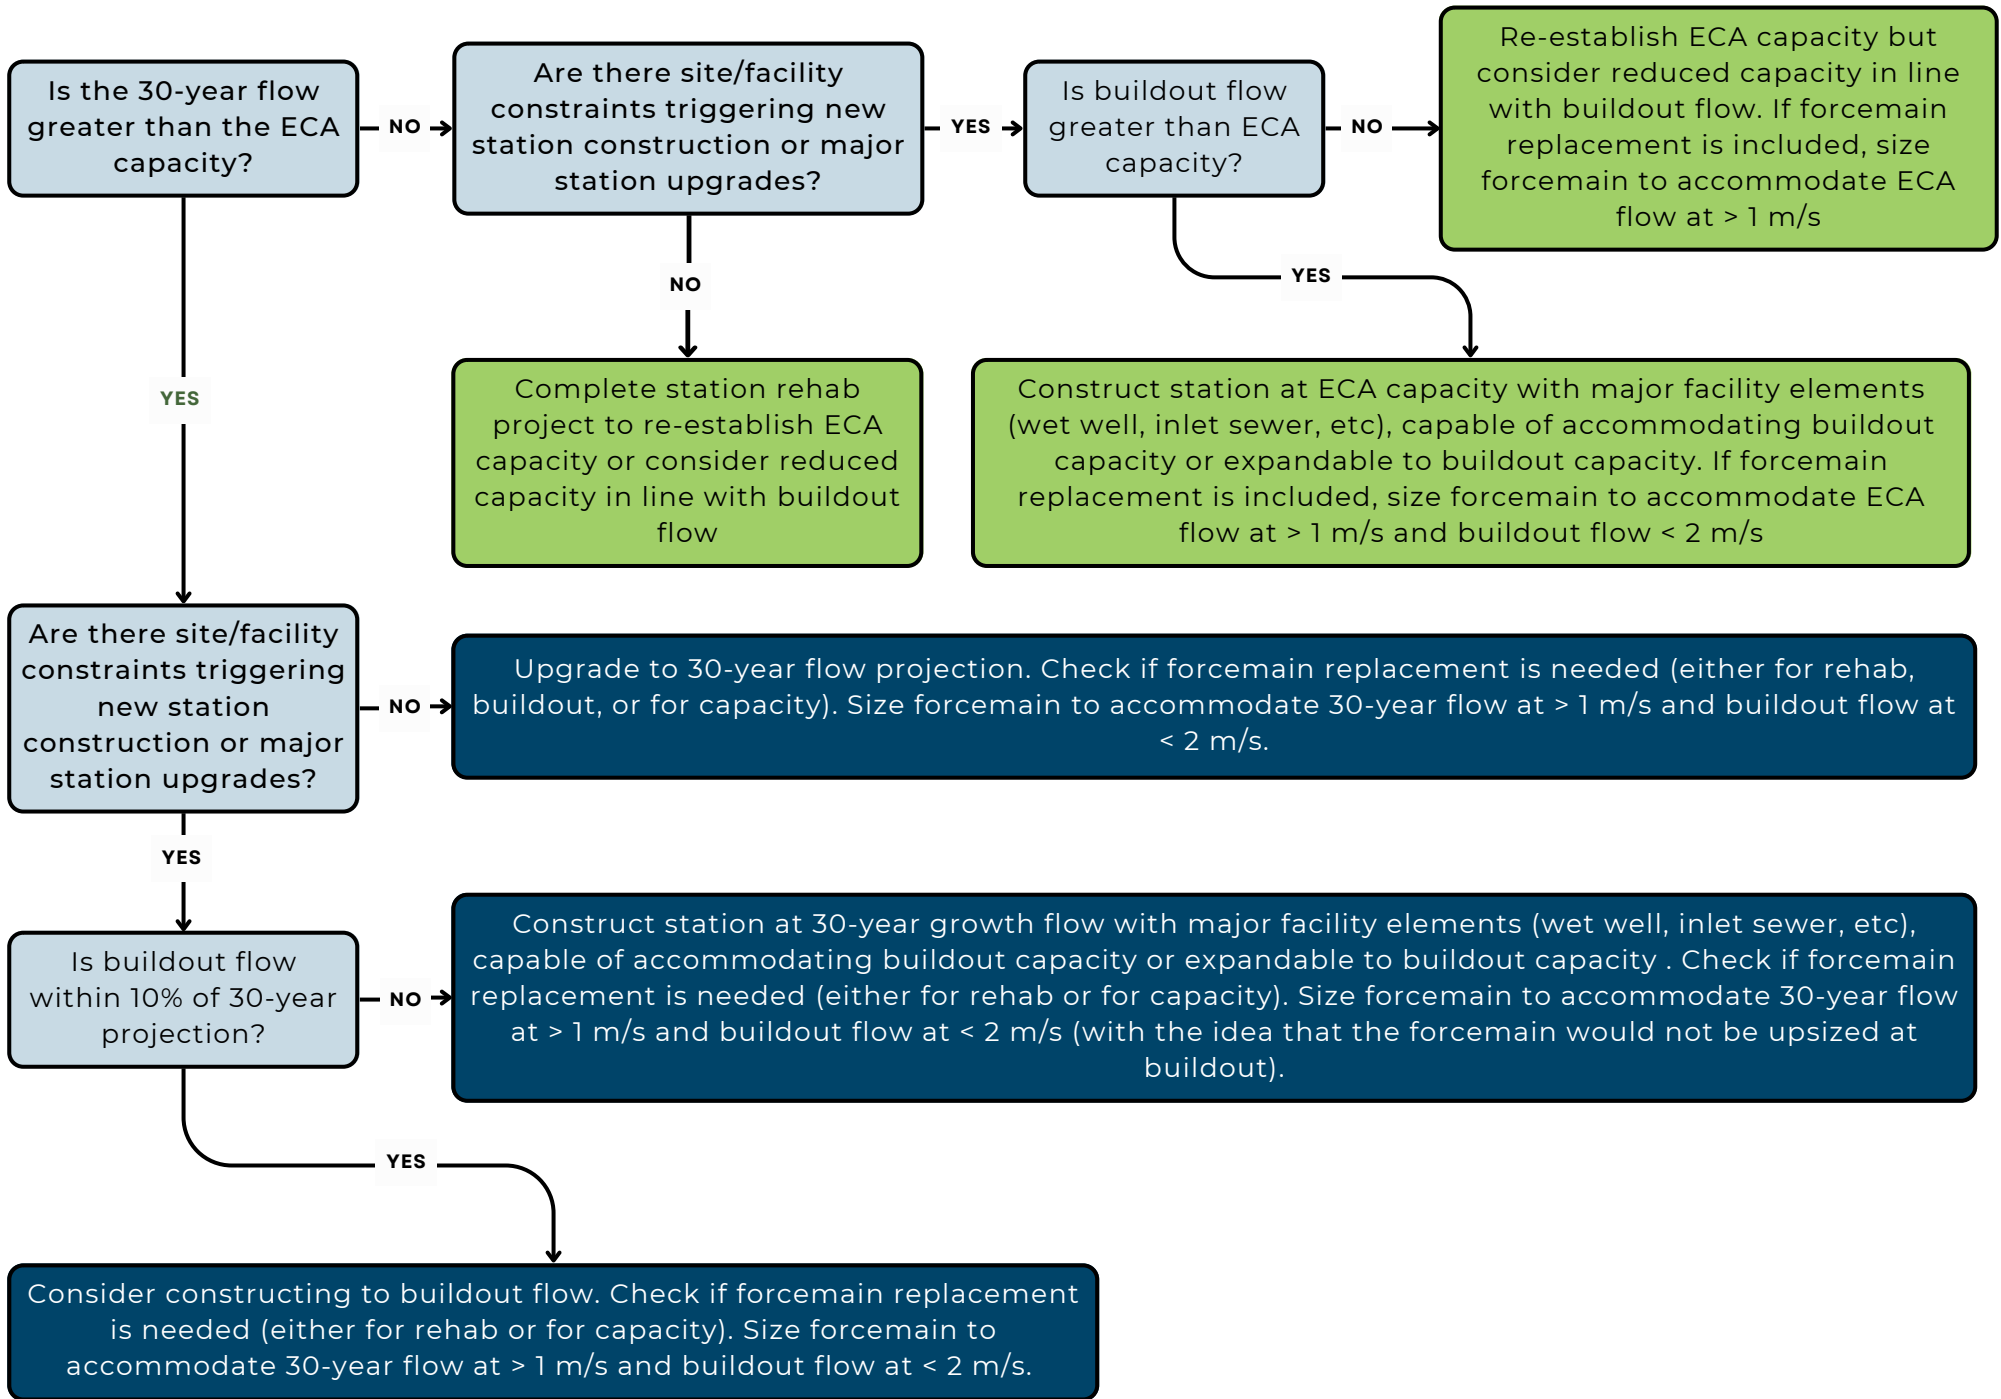 Is the 30-year flow
greater than the ECA
capacity?
NO
Are there site/facility
constraints triggering new
station construction or major
station upgrades?
YES
Is buildout flow
greater than ECA
capacity?
NO
Re-establish ECA capacity but
consider reduced capacity in line
with buildout flow. If forcemain
replacement is included, size
forcemain to accommodate ECA
flow at > 1 m/s
YES
NO
YES
Complete station rehab
project to re-establish ECA
capacity or consider reduced
capacity in line with buildout
flow
Construct station at ECA capacity with major facility elements
(wet well, inlet sewer, etc), capable of accommodating buildout
capacity or expandable to buildout capacity. If forcemain
replacement is included, size forcemain to accommodate ECA
flow at > 1 m/s and buildout flow < 2 m/s
Are there site/facility
constraints triggering
new station
construction or major
station upgrades?
NO
Upgrade to 30-year flow projection. Check if forcemain replacement is needed (either for rehab,
buildout, or for capacity). Size forcemain to accommodate 30-year flow at > 1 m/s and buildout flow at
< 2 m/s.
YES
Is buildout flow
within 10% of 30-year
projection?
NO
Construct station at 30-year growth flow with major facility elements (wet well, inlet sewer, etc),
capable of accommodating buildout capacity or expandable to buildout capacity . Check if forcemain
replacement is needed (either for rehab or for capacity). Size forcemain to accommodate 30-year flow
at > 1 m/s and buildout flow at < 2 m/s (with the idea that the forcemain would not be upsized at
buildout).
YES
Consider constructing to buildout flow. Check if forcemain replacement
is needed (either for rehab or for capacity). Size forcemain to
accommodate 30-year flow at > 1 m/s and buildout flow at < 2 m/s.